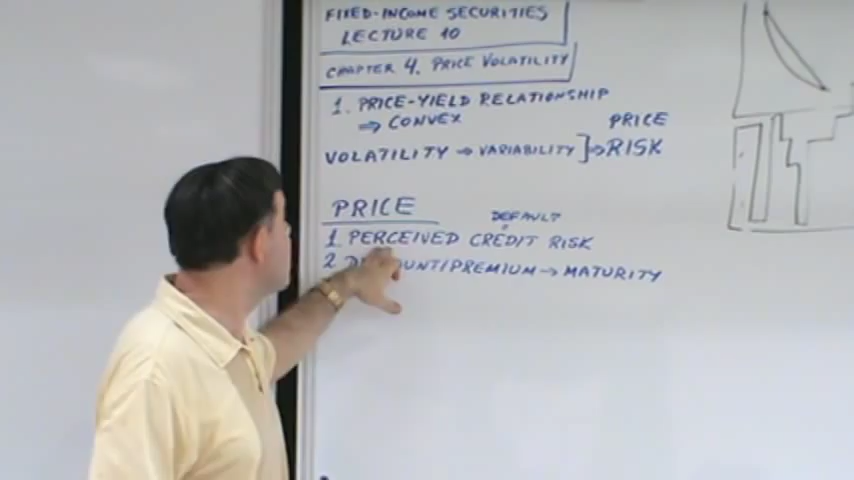 FIXED-INCOME SECURITIES
LECTURE 10
CHAPTER 4. PRICE VOLATILITY
1. PRICE-YIELD RELATIONSHIP
⇒ CONVEX
PRICE
VOLATILITY → VARIABILITY ] ⇒ RISK
PRICE
DEFAULT
1. PERCEIVED CREDIT RISK
2 /PREMIUM → MATURITY